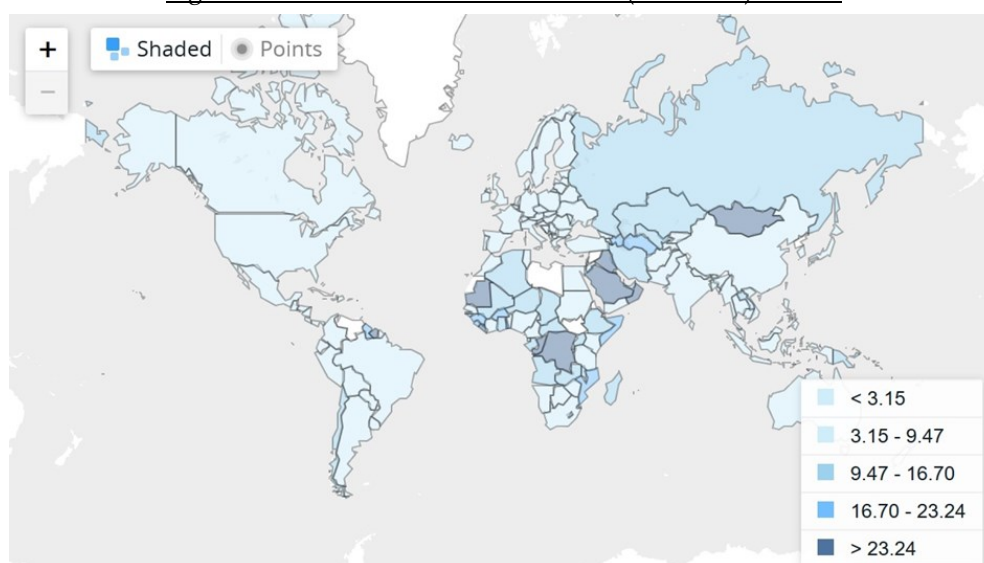 +
Shaded
Points
−
< 3.15
3.15 - 9.47
9.47 - 16.70
16.70 - 23.24
> 23.24